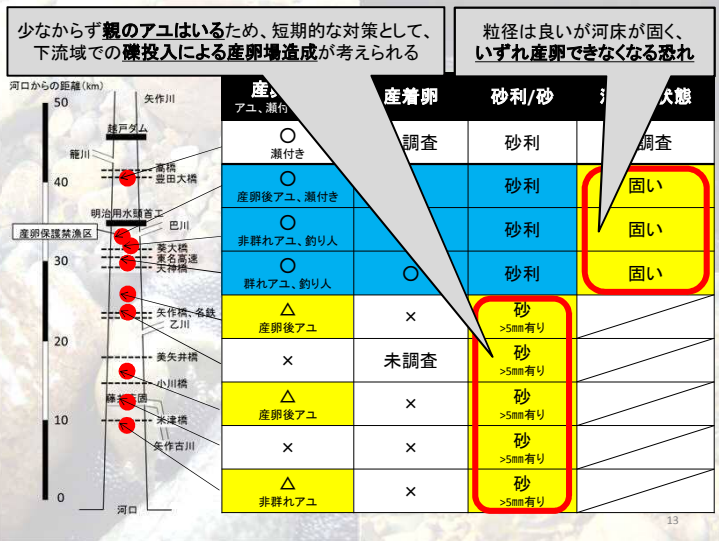 少なからず親のアユはいるため、短期的な対策として、
下流域での礫投入による産卵場造成が考えられる
粒径は良いが河床が固く、
いずれ産卵できなくなる恐れ
河口からの距離(km)
50
40
30
20
10
0
矢作川
越戸ダム
籠川
高橋
豊田大橋
明治用水頭首工
巴川
産卵保護禁漁区
葵大橋
東名高速
天神橋
矢作橋、名鉄
乙川
美矢井橋
小川橋
米津橋
矢作古川
河口
アユ、瀬付
産着卵
砂利/砂
状態
○
瀬付き
調査
砂利
調査
○
産卵後アユ、瀬付き
砂利
固い
○
非群れアユ、釣り人
砂利
固い
○
群れアユ、釣り人
○
砂利
固い
△
産卵後アユ
×
砂
>5㎜有り
×
未調査
砂
>5㎜有り
△
産卵後アユ
×
砂
>5㎜有り
×
×
砂
>5㎜有り
△
非群れアユ
×
砂
>5㎜有り
13